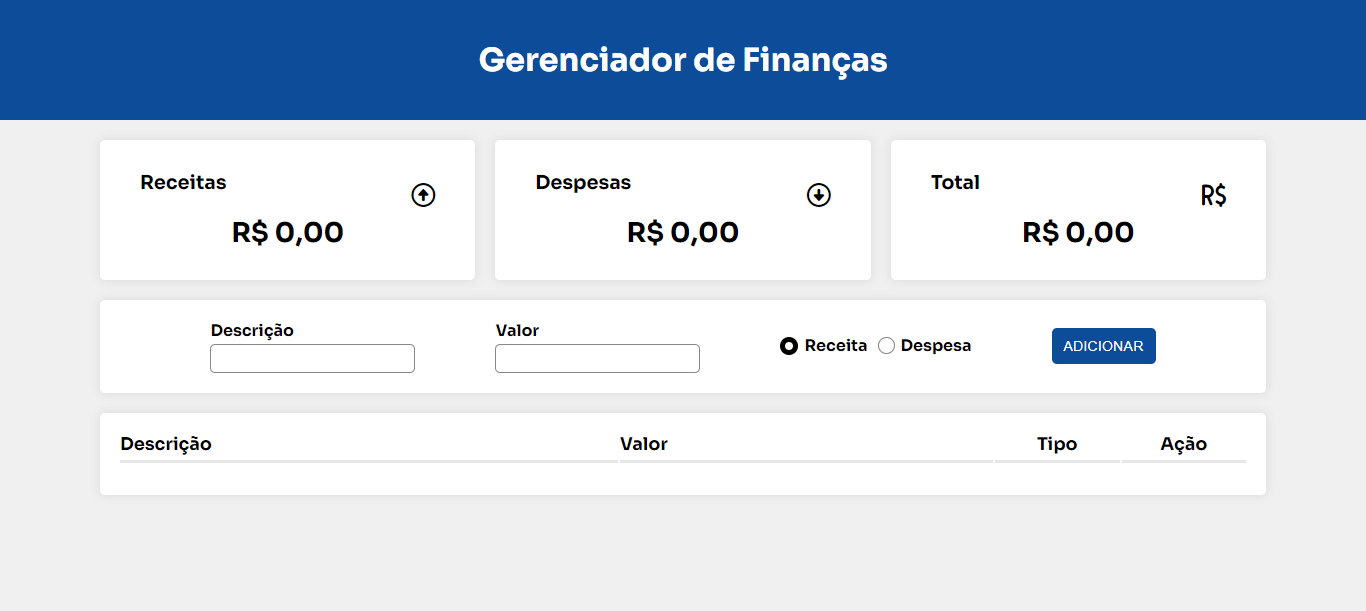 Gerenciador de Finanças
Receitas
R$ 0,00
Despesas
R$ 0,00
Total
R$
R$ 0,00
Descrição
Valor
Receita Despesa
ADICIONAR
Descrição Valor Tipo Ação